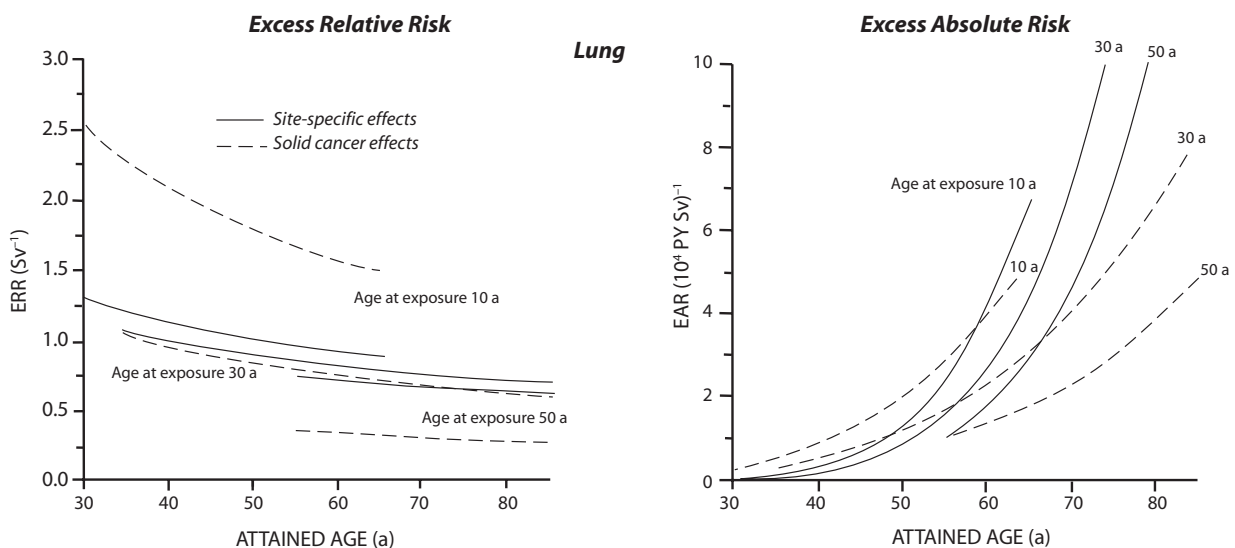 Excess Relative Risk
Excess Absolute Risk
Lung
3.0
2.5
2.0
1.5
1.0
0.5
0.0
ERR (Sv⁻¹)
Site-specific effects
Solid cancer effects
Age at exposure 10 a
Age at exposure 30 a
Age at exposure 50 a
30 40 50 60 70 80
ATTAINED AGE (a)
10
8
6
4
2
0
EAR (10⁴ PY Sv)⁻¹
30 a
50 a
30 a
Age at exposure 10 a
10 a
50 a
30 40 50 60 70 80
ATTAINED AGE (a)